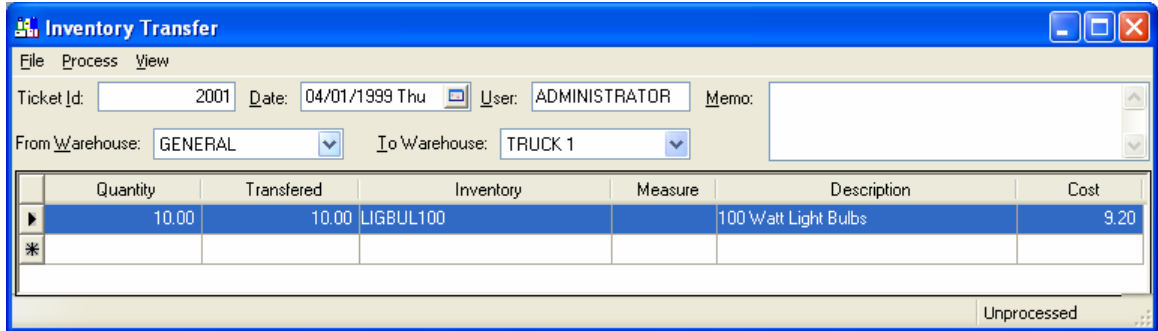 Inventory Transfer
File Process View
Ticket Id: 2001 Date: 04/01/1999 Thu User: ADMINISTRATOR Memo:
From Warehouse: GENERAL To Warehouse: TRUCK 1
Quantity Transfered Inventory Measure Description Cost
10.00 10.00 LIGBUL100 100 Watt Light Bulbs 9.20
Unprocessed